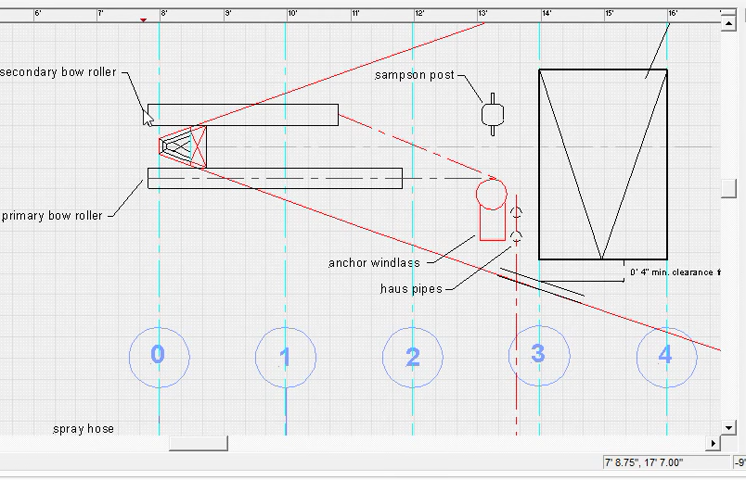 6' 7' 8' 9' 10' 11' 12' 13' 14' 15' 16'
secondary bow roller
sampson post
primary bow roller
anchor windlass
haus pipes
0' 4" min. clearance
0 1 2 3 4
spray hose
7' 8.75", 17' 7.00" -9'